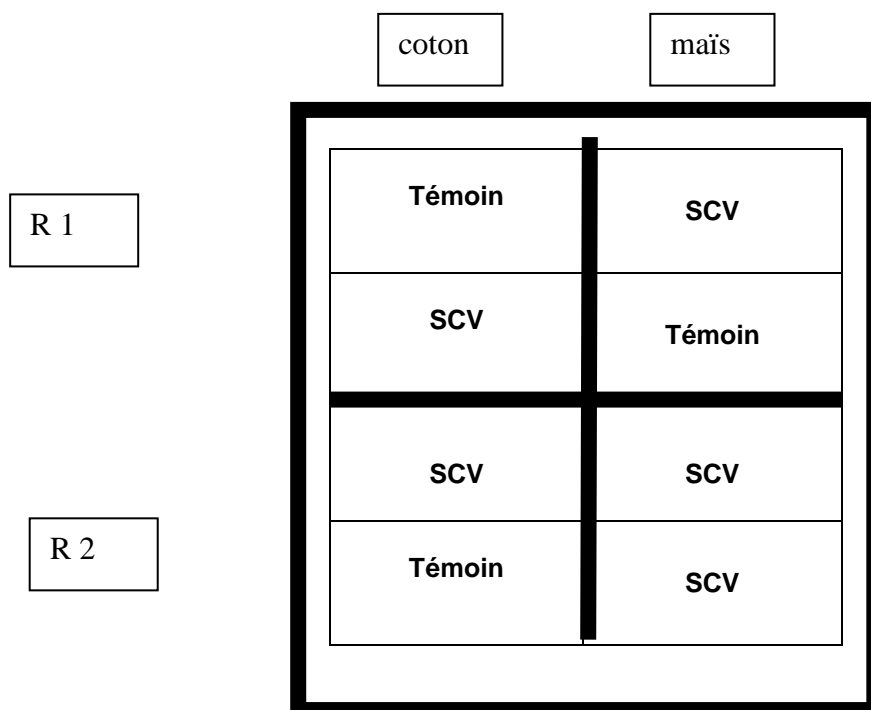 coton
maïs
R 1
Témoin
SCV
SCV
Témoin
R 2
SCV
SCV
Témoin
SCV